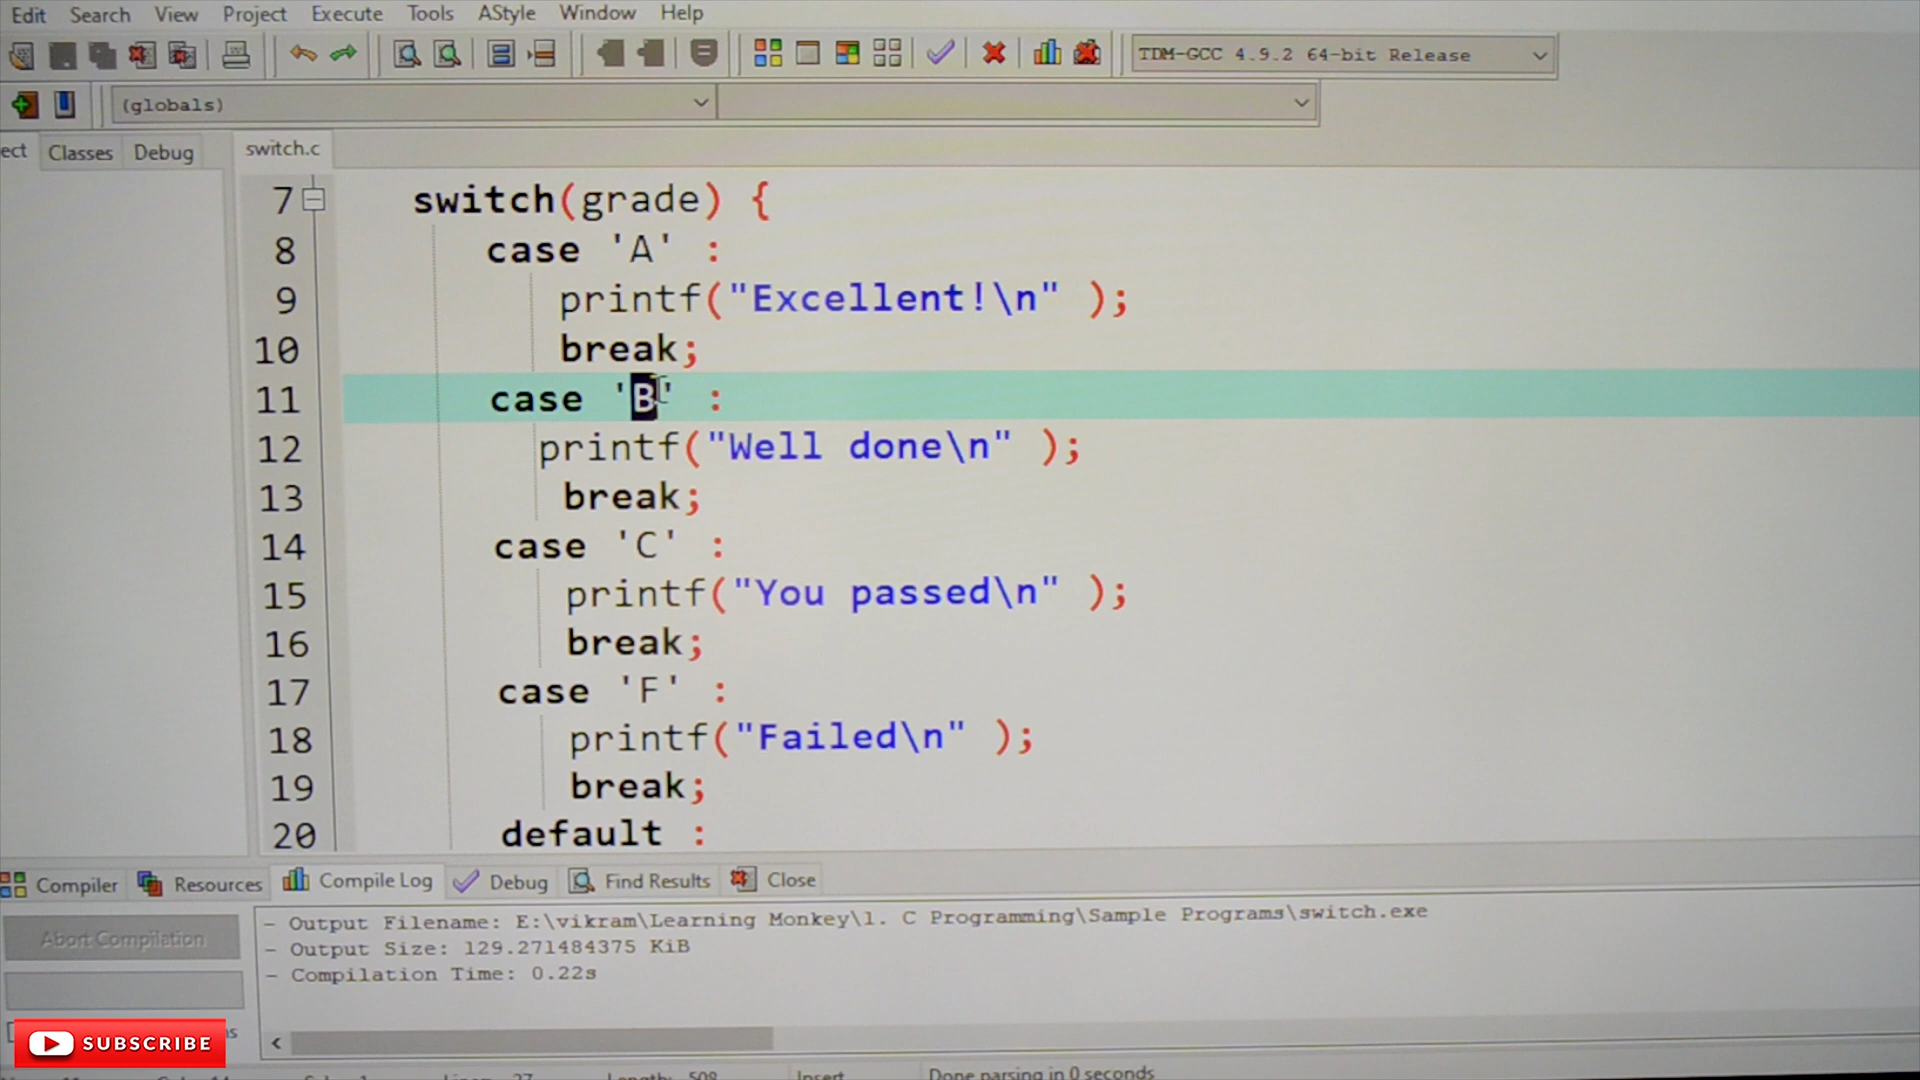 Edit Search View Project Execute Tools AStyle Window Help
TDM-GCC 4.9.2 64-bit Release
(globals)
ect Classes Debug switch.c
7 switch(grade) {
8 case 'A' :
9 printf("Excellent!\n" );
10 break;
11 case 'B' :
12 printf("Well done\n" );
13 break;
14 case 'C' :
15 printf("You passed\n" );
16 break;
17 case 'F' :
18 printf("Failed\n" );
19 break;
20 default :
Compiler Resources Compile Log Debug Find Results Close
Abort Compilation
- Output Filename: E:\vikram\Learning Monkey\1. C Programming\Sample Programs\switch.exe
- Output Size: 129.271484375 KiB
- Compilation Time: 0.22s
SUBSCRIBE
Insert Done parsing in 0 seconds